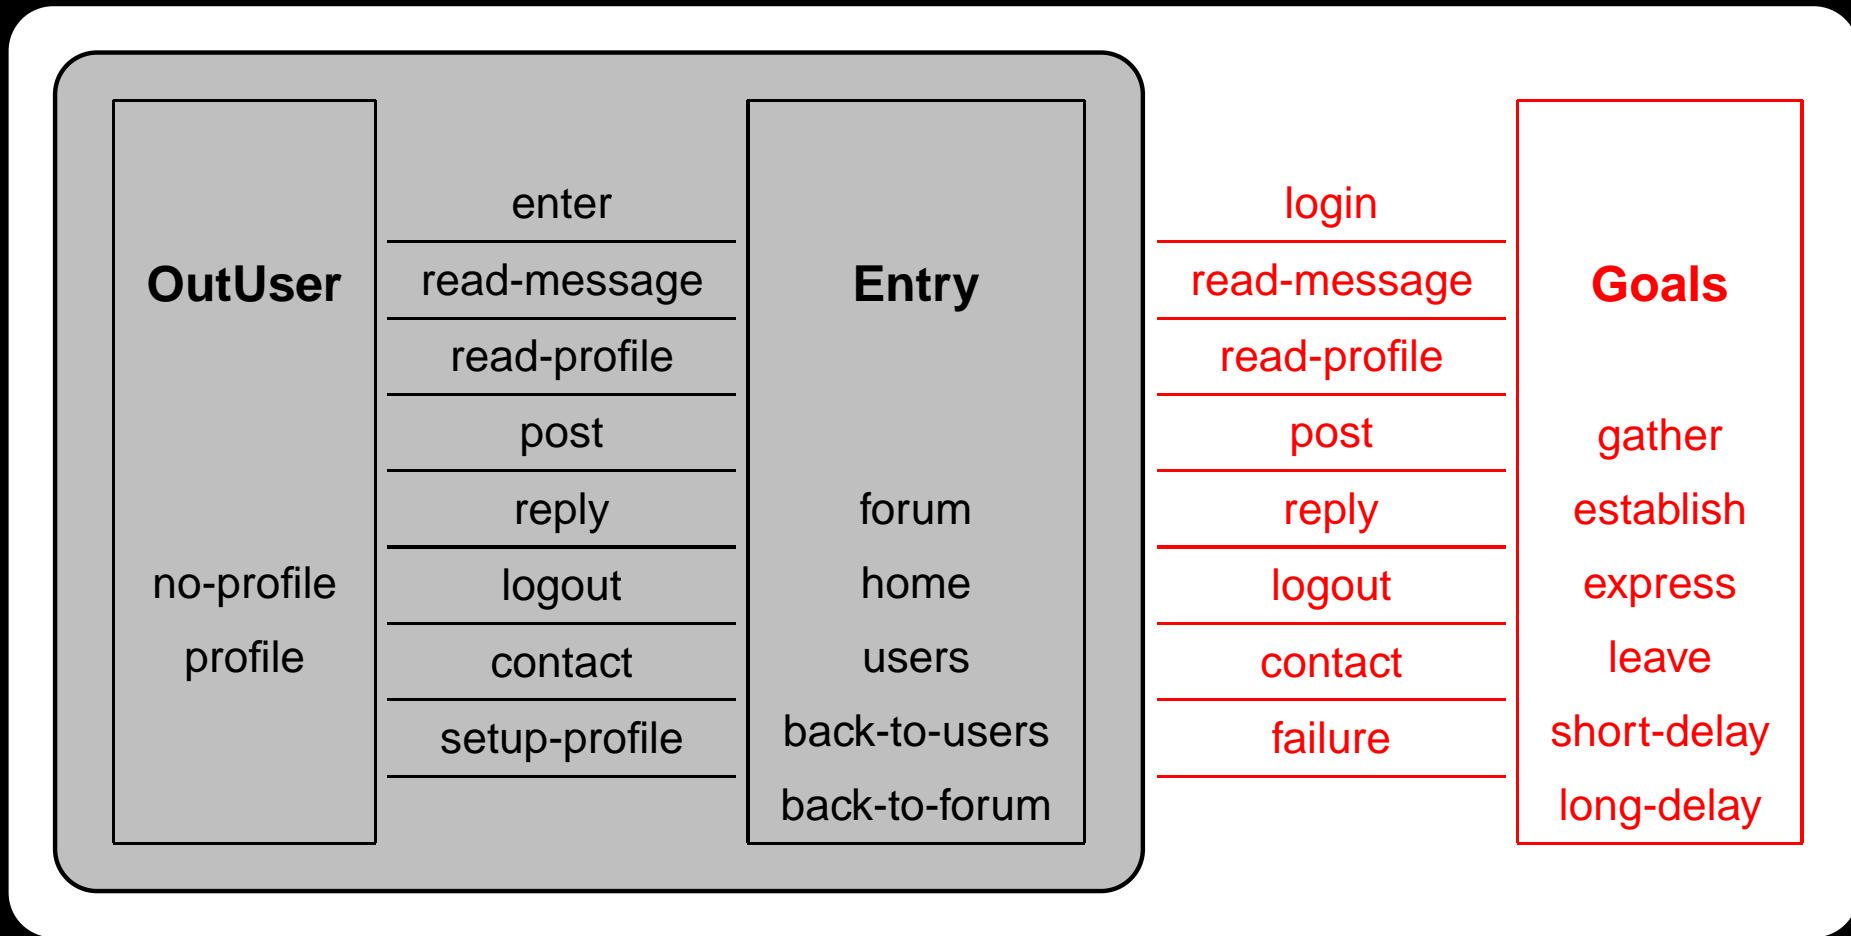 OutUser
no-profile
profile
enter
read-message
read-profile
post
reply
logout
contact
setup-profile
Entry
forum
home
users
back-to-users
back-to-forum
login
read-message
read-profile
post
reply
logout
contact
failure
Goals
gather
establish
express
leave
short-delay
long-delay